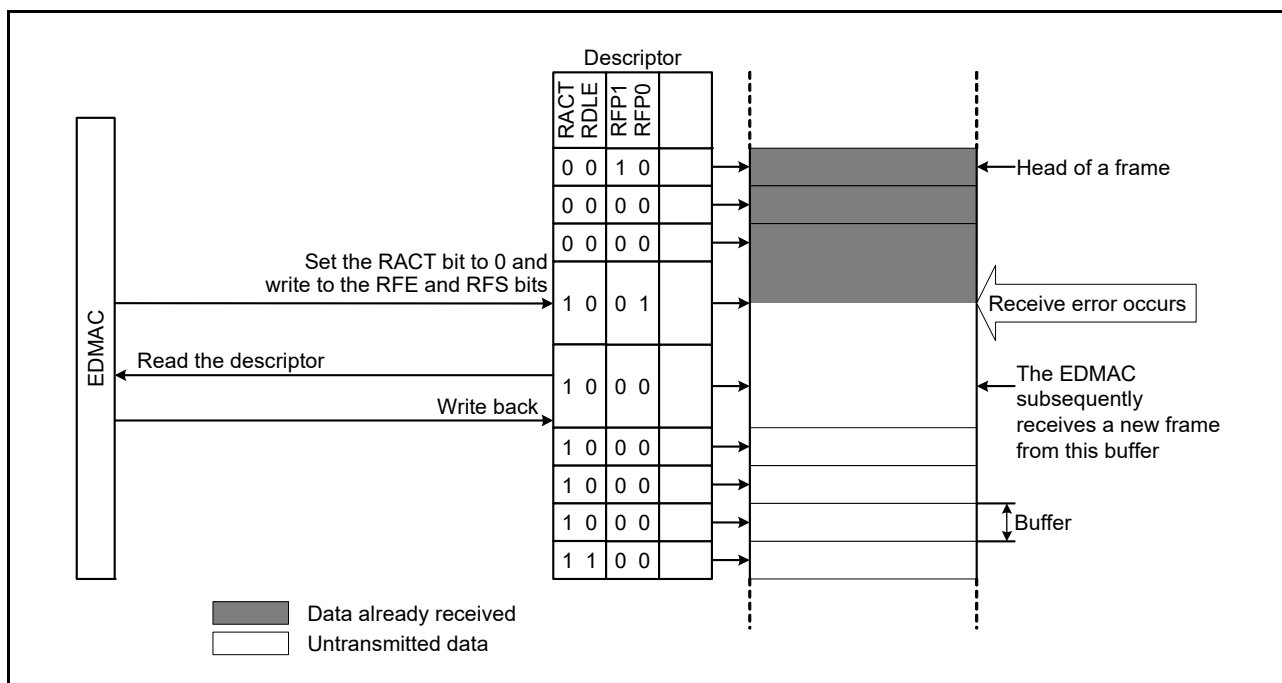 Descriptor
RACT
RDLE
RFP1
RFP0
0 0 1 0
Head of a frame
0 0 0 0
0 0 0 0
Set the RACT bit to 0 and
write to the RFE and RFS bits
1 0 0 1
Receive error occurs
EDMAC
Read the descriptor
1 0 0 0
Write back
The EDMAC
subsequently
receives a new frame
from this buffer
1 0 0 0
1 0 0 0
1 0 0 0
Buffer
1 1 0 0
Data already received
Untransmitted data